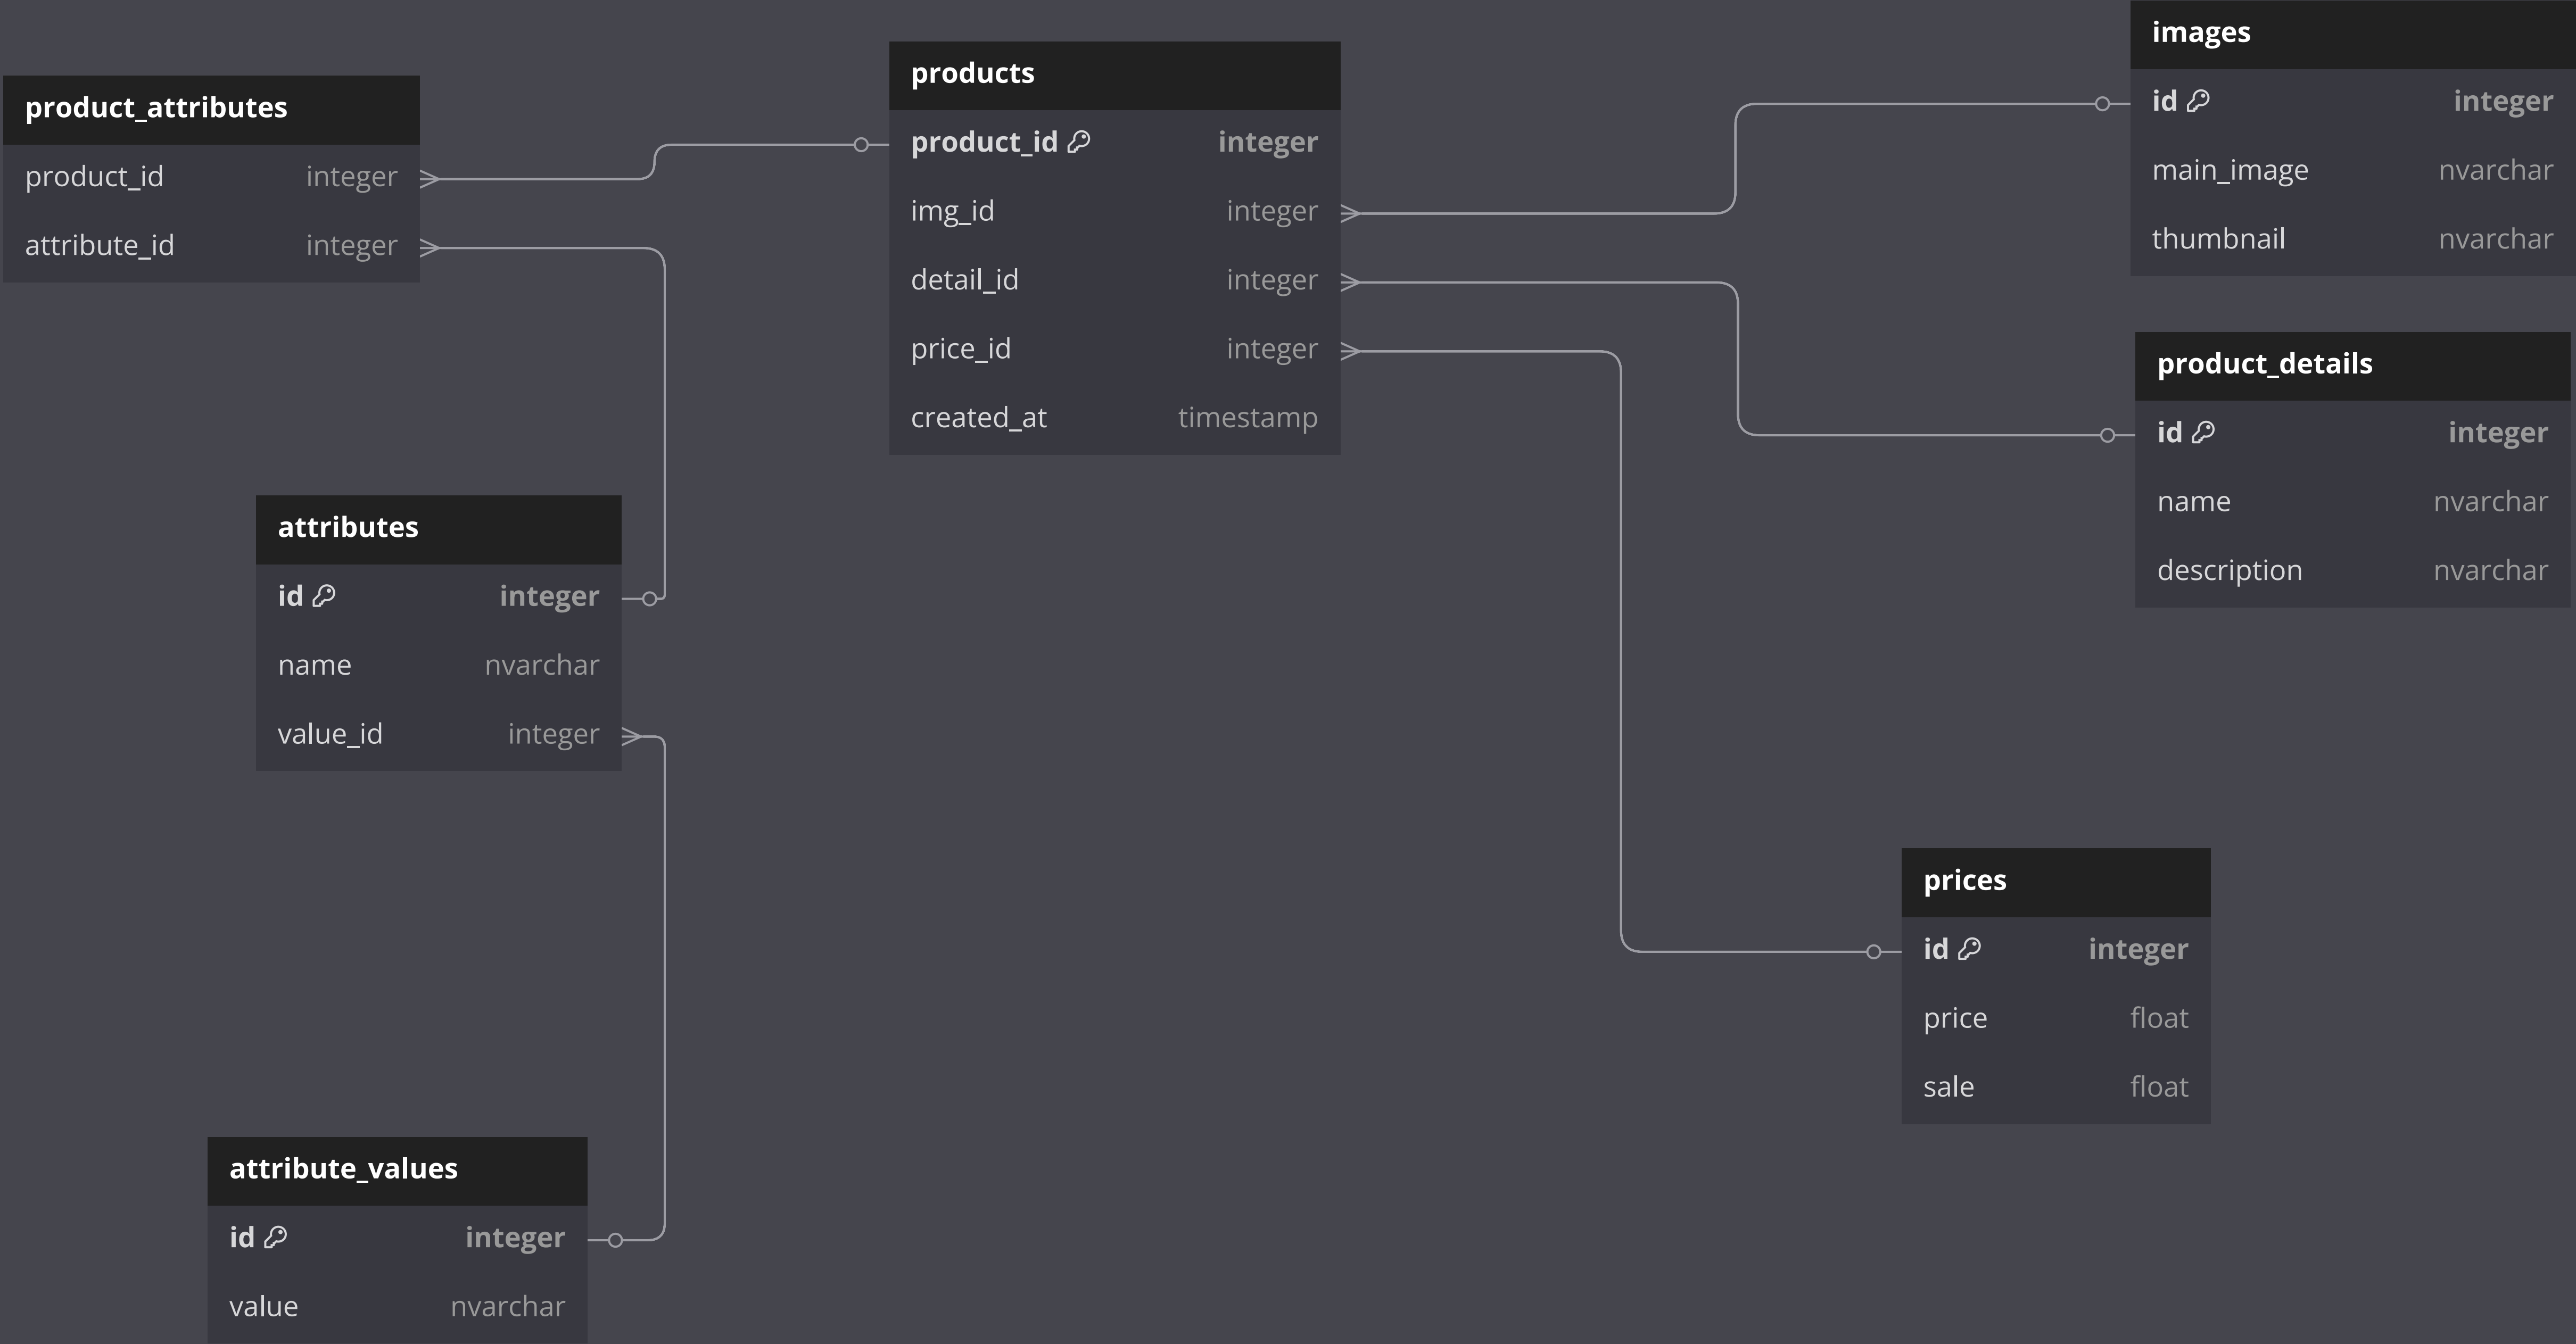 product_attributes
product_id integer
attribute_id integer
products
product_id integer
img_id integer
detail_id integer
price_id integer
created_at timestamp
images
id integer
main_image nvarchar
thumbnail nvarchar
product_details
id integer
name nvarchar
description nvarchar
attributes
id integer
name nvarchar
value_id integer
prices
id integer
price float
sale float
attribute_values
id integer
value nvarchar